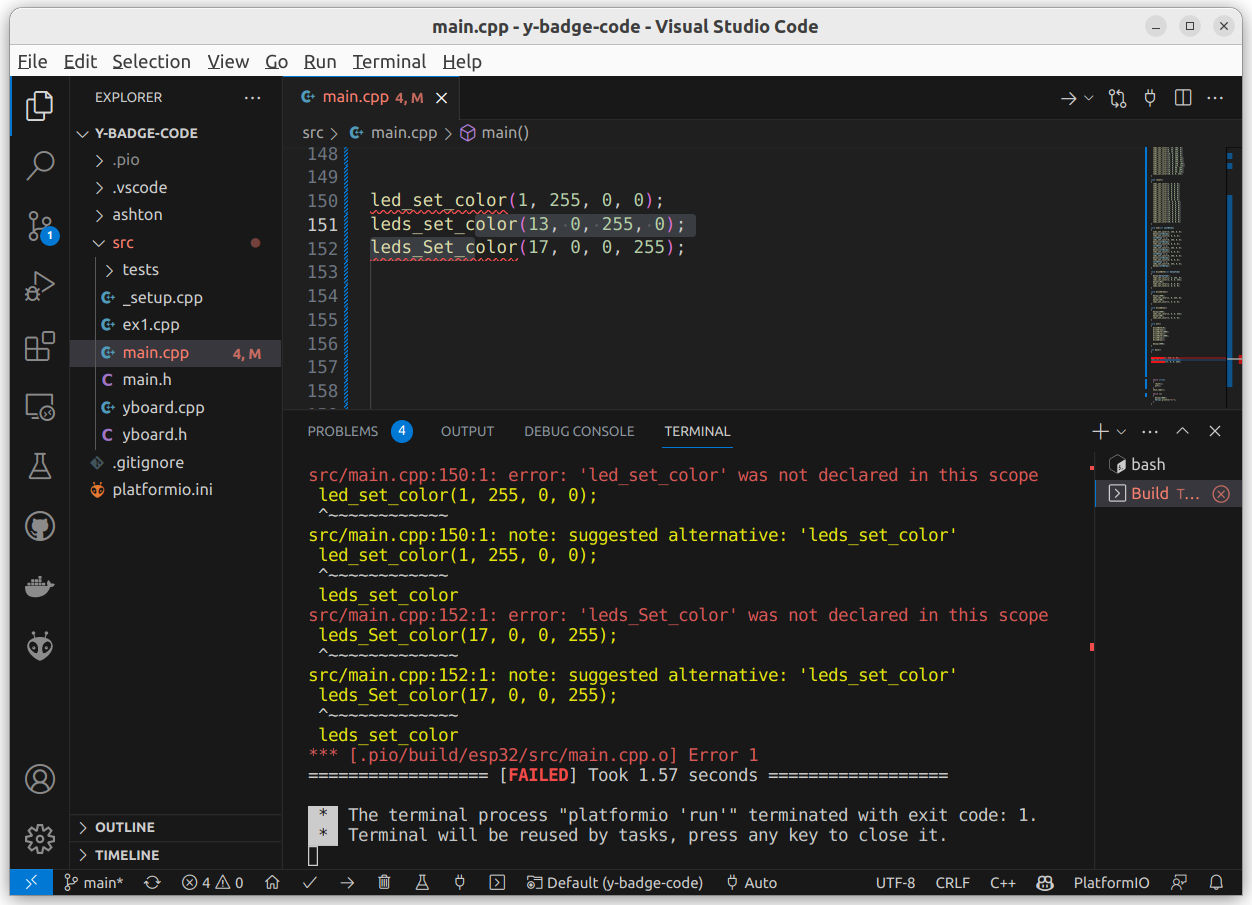 main.cpp - y-badge-code - Visual Studio Code
File Edit Selection View Go Run Terminal Help
EXPLORER
Y-BADGE-CODE
.pio
.vscode
ashton
src
tests
_setup.cpp
ex1.cpp
main.cpp 4, M
main.h
yboard.cpp
yboard.h
.gitignore
platformio.ini
OUTLINE
TIMELINE
1
main.cpp 4, M
src > main.cpp > main()
148
149
150 led_set_color(1, 255, 0, 0);
151 leds_set_color(13, 0, 255, 0);
152 leds_Set_color(17, 0, 0, 255);
153
154
155
156
157
158
PROBLEMS 4 OUTPUT DEBUG CONSOLE TERMINAL
src/main.cpp:150:1: error: 'led_set_color' was not declared in this scope
led_set_color(1, 255, 0, 0);
^~~~~~~~~~~~~
src/main.cpp:150:1: note: suggested alternative: 'leds_set_color'
led_set_color(1, 255, 0, 0);
^~~~~~~~~~~~~
leds_set_color
src/main.cpp:152:1: error: 'leds_Set_color' was not declared in this scope
leds_Set_color(17, 0, 0, 255);
^~~~~~~~~~~~~~
src/main.cpp:152:1: note: suggested alternative: 'leds_set_color'
leds_Set_color(17, 0, 0, 255);
^~~~~~~~~~~~~~
leds_set_color
*** [.pio/build/esp32/src/main.cpp.o] Error 1
================== [FAILED] Took 1.57 seconds ==================
* The terminal process "platformio 'run'" terminated with exit code: 1.
* Terminal will be reused by tasks, press any key to close it.
bash
Build T...
main* 4 0 Default (y-badge-code) Auto UTF-8 CRLF C++ PlatformIO